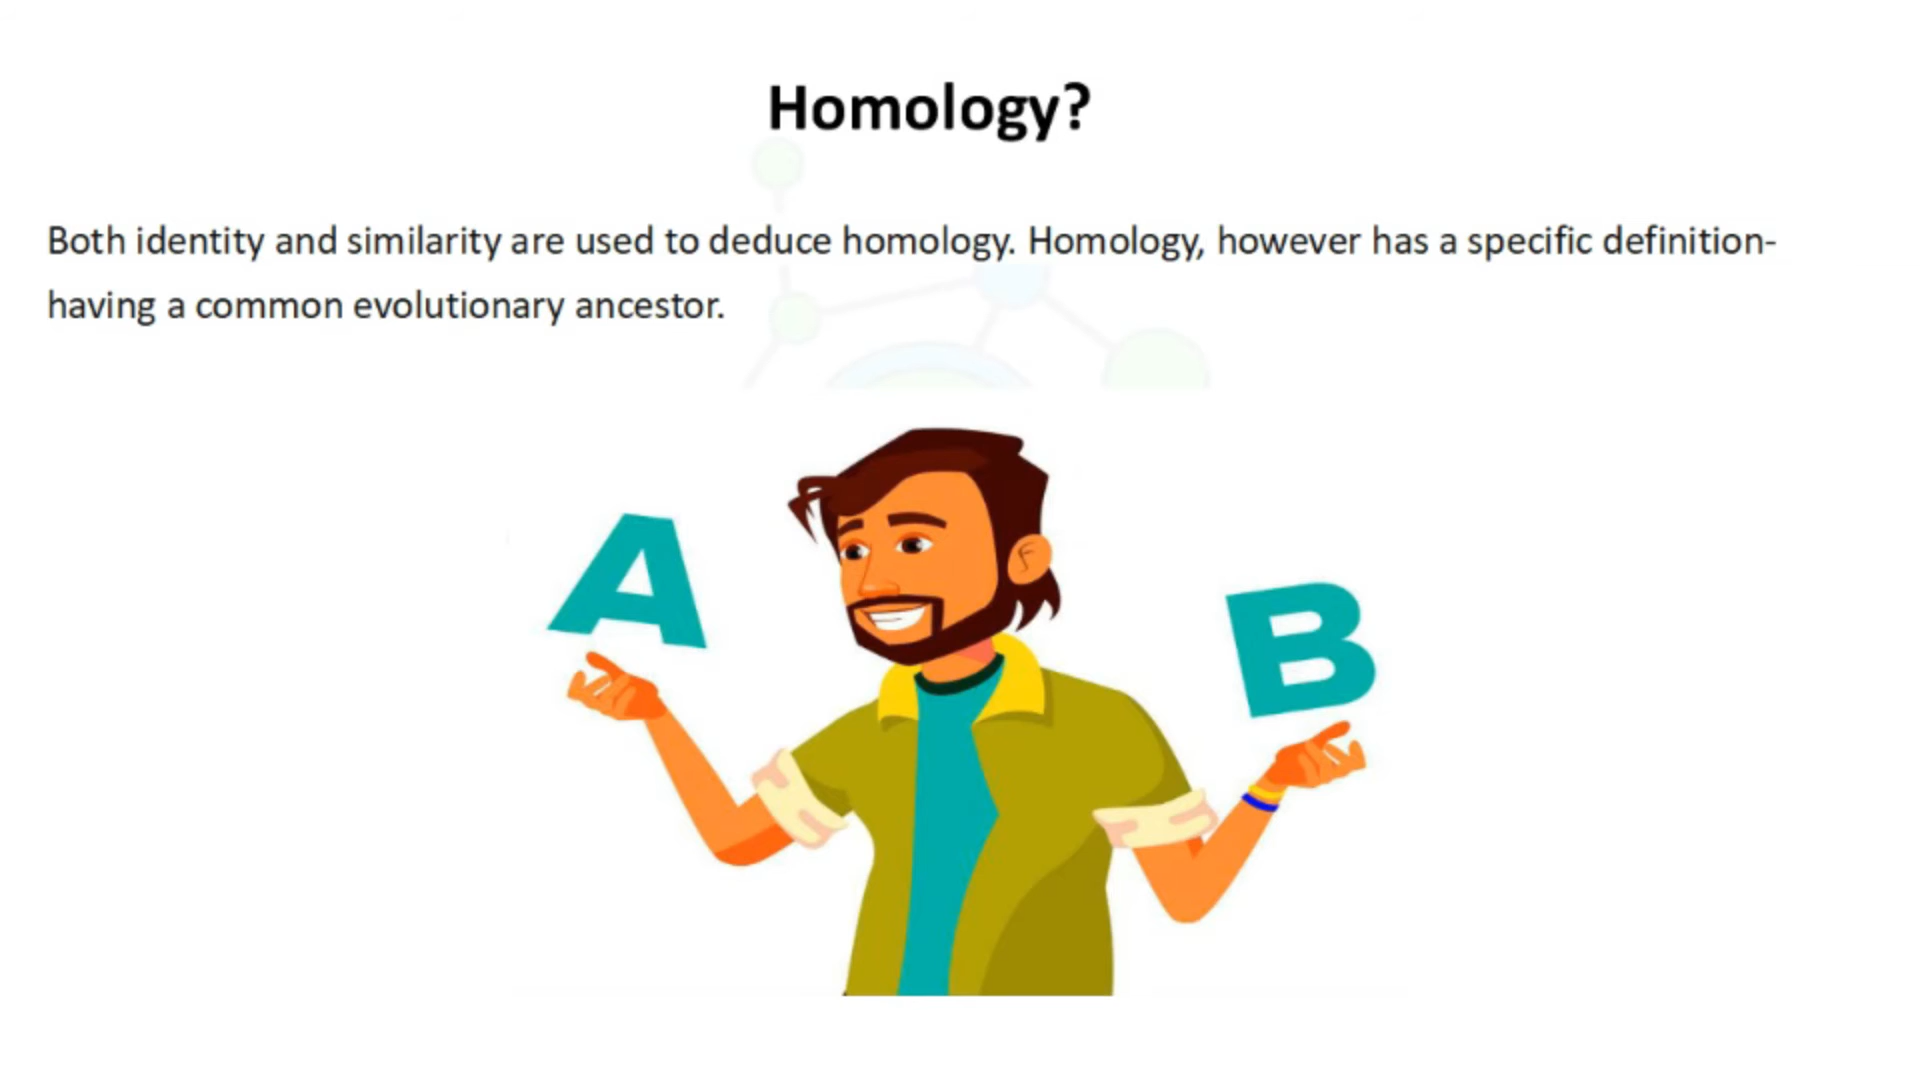 Homology?
Both identity and similarity are used to deduce homology. Homology, however has a specific definition-
having a common evolutionary ancestor.
A
B